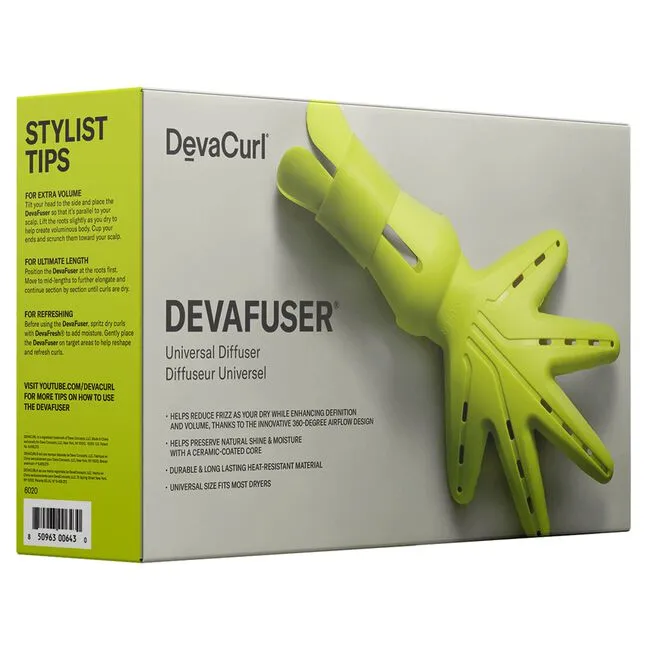 STYLIST
TIPS
FOR EXTRA VOLUME
Tilt your head to the side and place the
DevaFuser so that it's parallel to your
scalp. Lift the roots slightly as you dry to
help create voluminous body. Cup your
ends and scrunch them toward your scalp.
FOR ULTIMATE LENGTH
Position the DevaFuser at the roots first.
Move to mid-lengths to further elongate and
continue section by section until curls are dry.
FOR REFRESHING
Before using the DevaFuser, spritz dry curls
with DevaFresh® to add moisture. Gently place
the DevaFuser on target areas to help reshape
and refresh curls.
VISIT YOUTUBE.COM/DEVACURL
FOR MORE TIPS ON HOW TO USE
THE DEVAFUSER
6020
8 50963 00643 0
DevaCurl®
DEVAFUSER®
Universal Diffuser
Diffuseur Universel
• HELPS REDUCE FRIZZ AS YOUR DRY WHILE ENHANCING DEFINITION
AND VOLUME, THANKS TO THE INNOVATIVE 360-DEGREE AIRFLOW DESIGN
• HELPS PRESERVE NATURAL SHINE & MOISTURE
WITH A CERAMIC-COATED CORE
• DURABLE & LONG LASTING HEAT-RESISTANT MATERIAL
• UNIVERSAL SIZE FITS MOST DRYERS